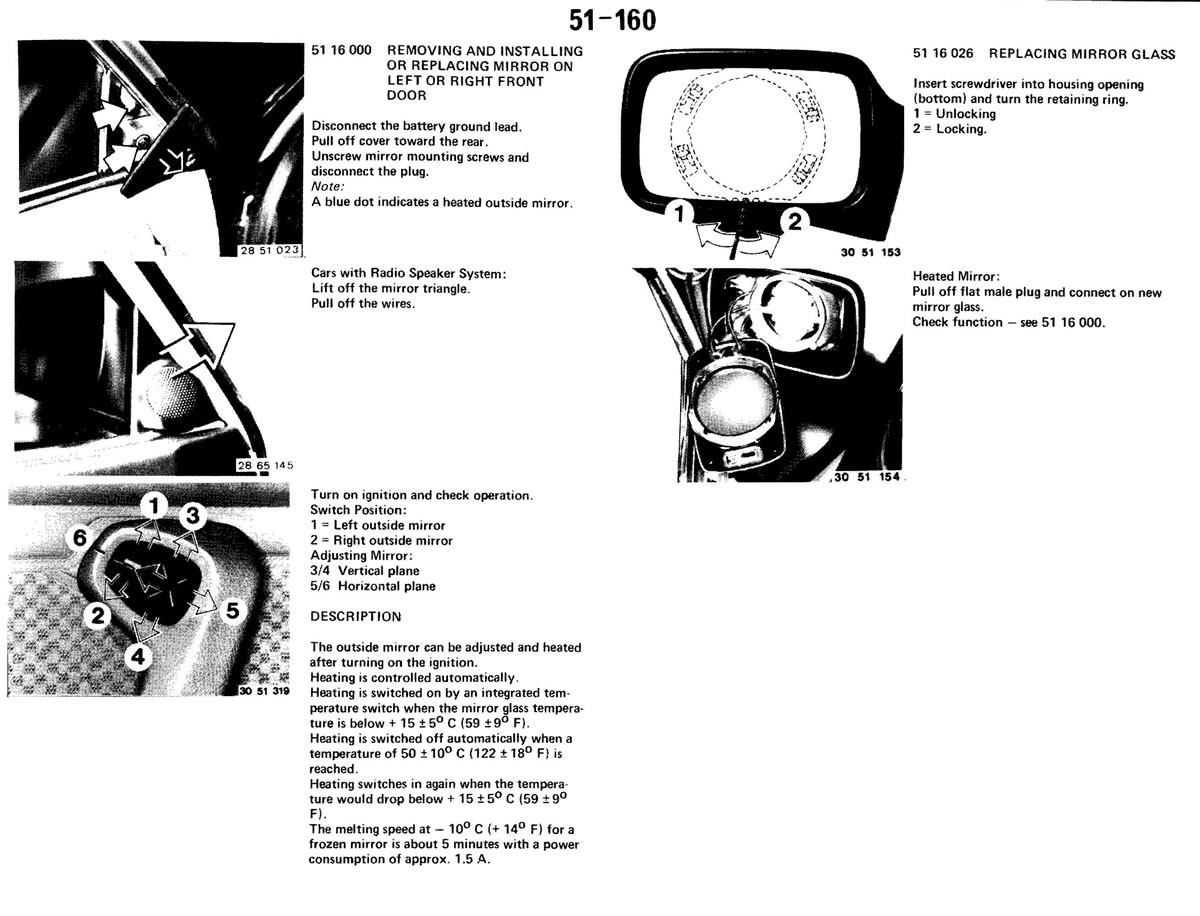 51-160
51 16 000 REMOVING AND INSTALLING
OR REPLACING MIRROR ON
LEFT OR RIGHT FRONT
DOOR
Disconnect the battery ground lead.
Pull off cover toward the rear.
Unscrew mirror mounting screws and
disconnect the plug.
Note:
A blue dot indicates a heated outside mirror.
28 51 023
Cars with Radio Speaker System:
Lift off the mirror triangle.
Pull off the wires.
28 65 145
Turn on ignition and check operation.
Switch Position:
1 = Left outside mirror
2 = Right outside mirror
Adjusting Mirror:
3/4 Vertical plane
5/6 Horizontal plane
1
3
6
2
5
4
30 51 319
DESCRIPTION
The outside mirror can be adjusted and heated
after turning on the ignition.
Heating is controlled automatically.
Heating is switched on by an integrated tem-
perature switch when the mirror glass tempera-
ture is below + 15 ± 5° C (59 ± 9° F).
Heating is switched off automatically when a
temperature of 50 ± 10° C (122 ± 18° F) is
reached.
Heating switches in again when the tempera-
ture would drop below + 15 ± 5° C (59 ± 9°
F).
The melting speed at – 10° C (+ 14° F) for a
frozen mirror is about 5 minutes with a power
consumption of approx. 1.5 A.
51 16 026 REPLACING MIRROR GLASS
Insert screwdriver into housing opening
(bottom) and turn the retaining ring.
1 = Unlocking
2 = Locking.
1
2
30 51 153
Heated Mirror:
Pull off flat male plug and connect on new
mirror glass.
Check function – see 51 16 000.
30 51 154